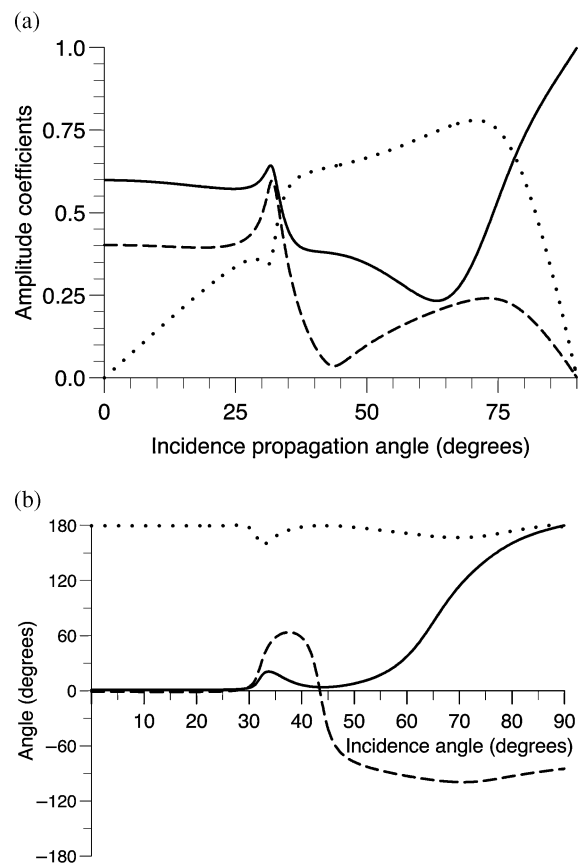 (a)
1.0
0.75
0.5
0.25
0.0
Amplitude coefficients
0 25 50 75
Incidence propagation angle (degrees)
(b)
180
120
60
0
−60
−120
−180
Angle (degrees)
10 20 30 40 50 60 70 80 90
Incidence angle (degrees)